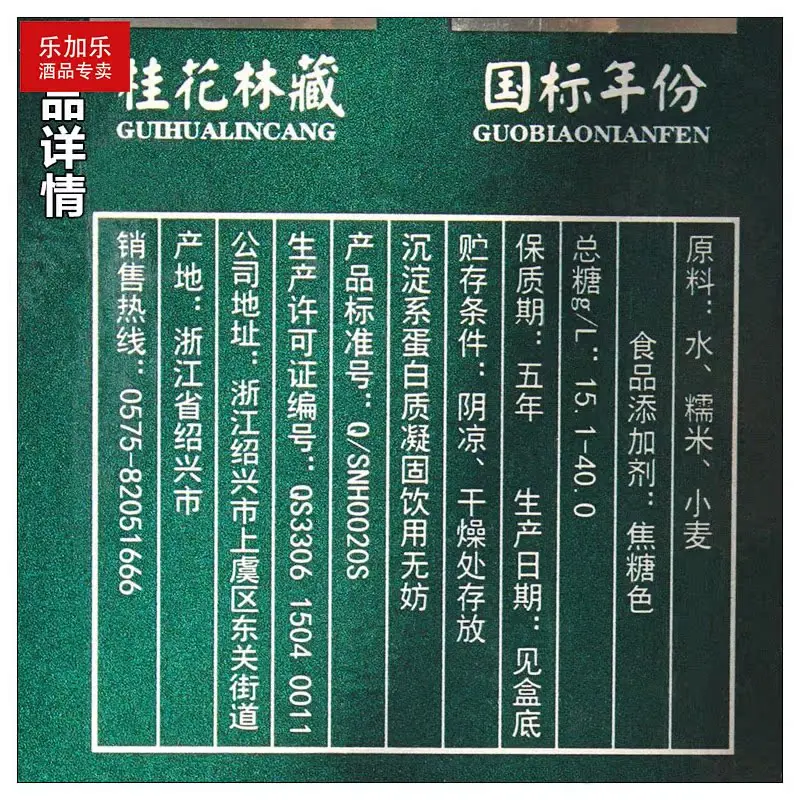 乐加乐
酒品专卖
品详情
桂花林藏
GUIHUALINCANG
国标年份
GUOBIAONIANFEN
原料：水、糯米、小麦
食品添加剂：焦糖色
总糖g/L：15.1-40.0
保质期：五年 生产日期：见盒底
贮存条件：阴凉、干燥处存放
沉淀系蛋白质凝固饮用无妨
产品标准号：Q/SNH0020S
生产许可证编号：QS3306 1504 0011
公司地址：浙江绍兴市上虞区东关街道
产地：浙江省绍兴市
销售热线：0575-82051666